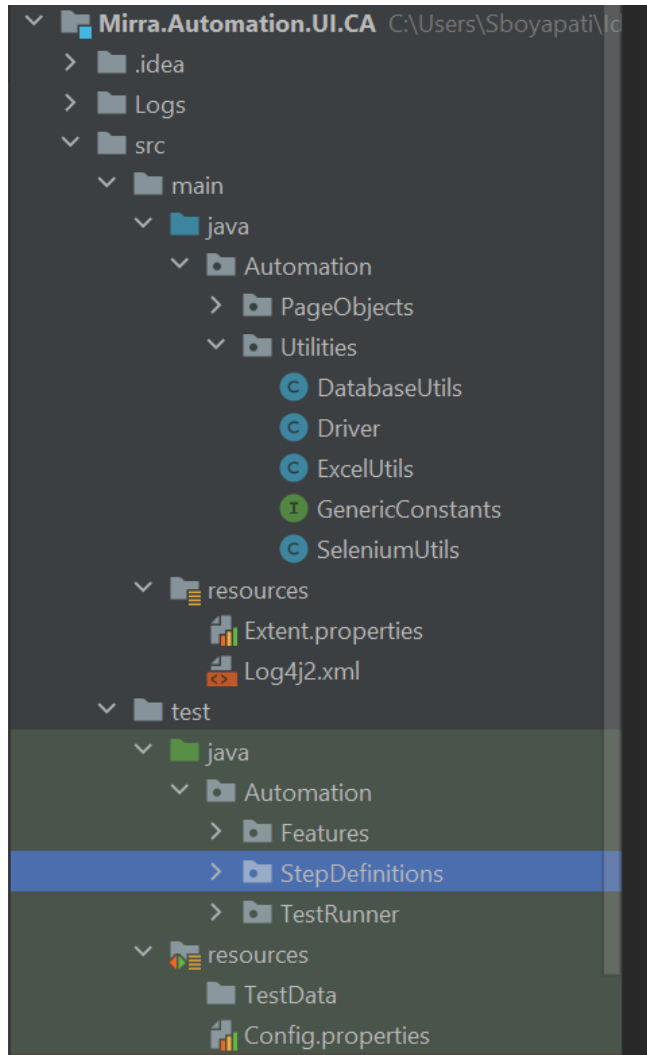 Mirra.Automation.UI.CA C:\Users\Sboyapati\Id
.idea
Logs
src
main
java
Automation
PageObjects
Utilities
C DatabaseUtils
C Driver
C ExcelUtils
I GenericConstants
C SeleniumUtils
resources
Extent.properties
Log4j2.xml
test
java
Automation
Features
StepDefinitions
TestRunner
resources
TestData
Config.properties